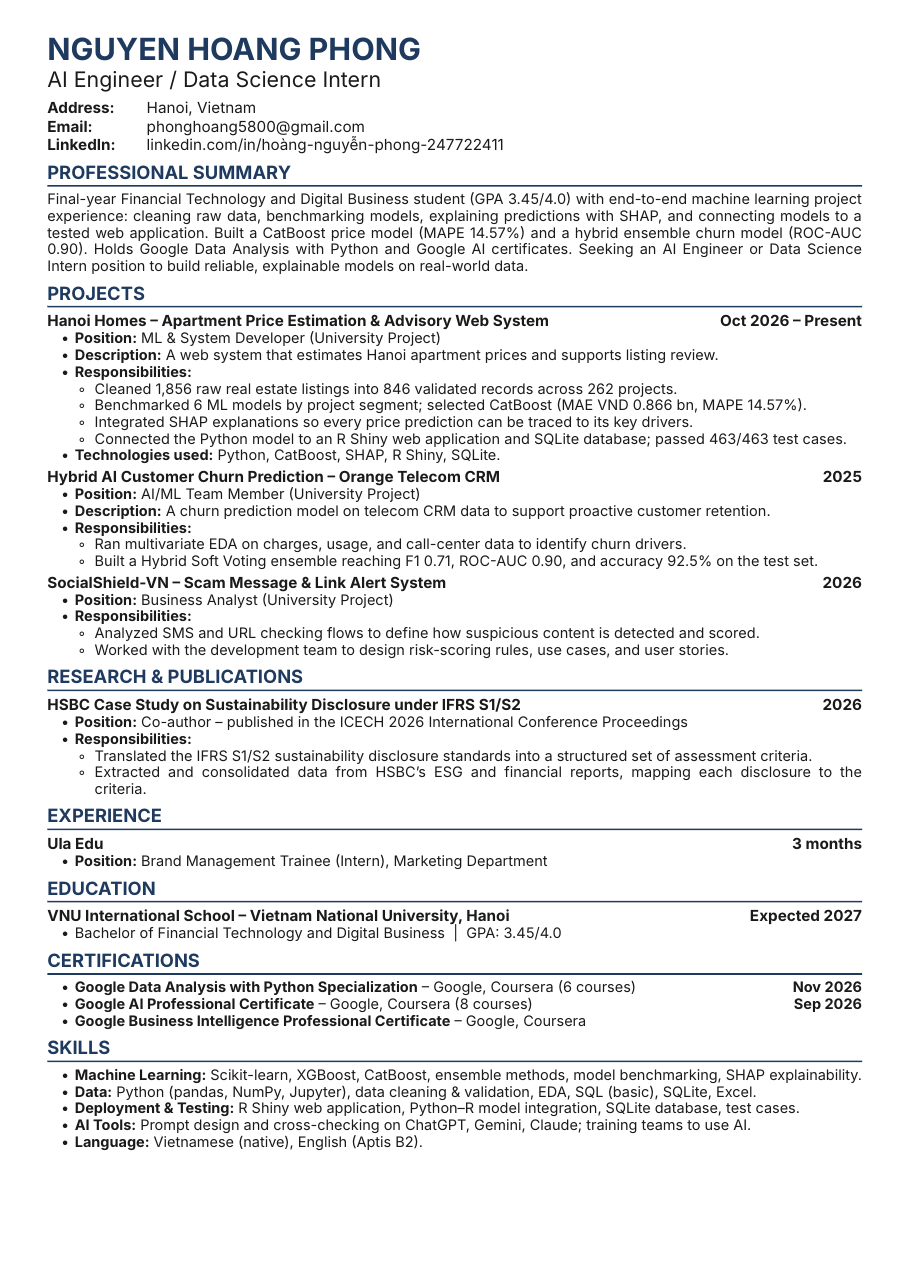 NGUYEN HOANG PHONG
AI Engineer / Data Science Intern
Address: Hanoi, Vietnam
Email: phonghoang5800@gmail.com
LinkedIn: linkedin.com/in/hoàng-nguyễn-phong-247722411
PROFESSIONAL SUMMARY
Final-year Financial Technology and Digital Business student (GPA 3.45/4.0) with end-to-end machine learning project
experience: cleaning raw data, benchmarking models, explaining predictions with SHAP, and connecting models to a
tested web application. Built a CatBoost price model (MAPE 14.57%) and a hybrid ensemble churn model (ROC-AUC
0.90). Holds Google Data Analysis with Python and Google AI certificates. Seeking an AI Engineer or Data Science
Intern position to build reliable, explainable models on real-world data.
PROJECTS
Hanoi Homes – Apartment Price Estimation & Advisory Web System Oct 2026 – Present
• Position: ML & System Developer (University Project)
• Description: A web system that estimates Hanoi apartment prices and supports listing review.
• Responsibilities:
◦ Cleaned 1,856 raw real estate listings into 846 validated records across 262 projects.
◦ Benchmarked 6 ML models by project segment; selected CatBoost (MAE VND 0.866 bn, MAPE 14.57%).
◦ Integrated SHAP explanations so every price prediction can be traced to its key drivers.
◦ Connected the Python model to an R Shiny web application and SQLite database; passed 463/463 test cases.
• Technologies used: Python, CatBoost, SHAP, R Shiny, SQLite.
Hybrid AI Customer Churn Prediction – Orange Telecom CRM 2025
• Position: AI/ML Team Member (University Project)
• Description: A churn prediction model on telecom CRM data to support proactive customer retention.
• Responsibilities:
◦ Ran multivariate EDA on charges, usage, and call-center data to identify churn drivers.
◦ Built a Hybrid Soft Voting ensemble reaching F1 0.71, ROC-AUC 0.90, and accuracy 92.5% on the test set.
SocialShield-VN – Scam Message & Link Alert System 2026
• Position: Business Analyst (University Project)
• Responsibilities:
◦ Analyzed SMS and URL checking flows to define how suspicious content is detected and scored.
◦ Worked with the development team to design risk-scoring rules, use cases, and user stories.
RESEARCH & PUBLICATIONS
HSBC Case Study on Sustainability Disclosure under IFRS S1/S2 2026
• Position: Co-author – published in the ICECH 2026 International Conference Proceedings
• Responsibilities:
◦ Translated the IFRS S1/S2 sustainability disclosure standards into a structured set of assessment criteria.
◦ Extracted and consolidated data from HSBC’s ESG and financial reports, mapping each disclosure to the
criteria.
EXPERIENCE
Ula Edu 3 months
• Position: Brand Management Trainee (Intern), Marketing Department
EDUCATION
VNU International School – Vietnam National University, Hanoi Expected 2027
• Bachelor of Financial Technology and Digital Business | GPA: 3.45/4.0
CERTIFICATIONS
• Google Data Analysis with Python Specialization – Google, Coursera (6 courses) Nov 2026
• Google AI Professional Certificate – Google, Coursera (8 courses) Sep 2026
• Google Business Intelligence Professional Certificate – Google, Coursera
SKILLS
• Machine Learning: Scikit-learn, XGBoost, CatBoost, ensemble methods, model benchmarking, SHAP explainability.
• Data: Python (pandas, NumPy, Jupyter), data cleaning & validation, EDA, SQL (basic), SQLite, Excel.
• Deployment & Testing: R Shiny web application, Python–R model integration, SQLite database, test cases.
• AI Tools: Prompt design and cross-checking on ChatGPT, Gemini, Claude; training teams to use AI.
• Language: Vietnamese (native), English (Aptis B2).